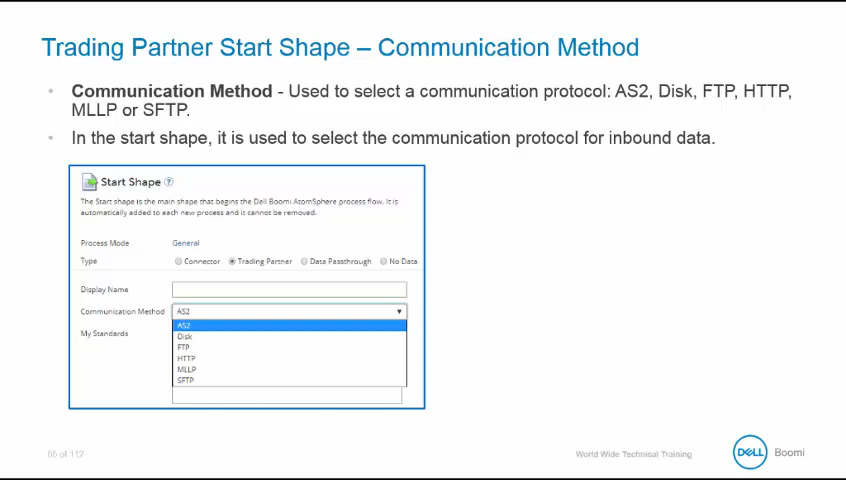 Trading Partner Start Shape – Communication Method
• Communication Method - Used to select a communication protocol: AS2, Disk, FTP, HTTP,
MLLP or SFTP.
• In the start shape, it is used to select the communication protocol for inbound data.
Start Shape ?
The Start shape is the main shape that begins the Dell Boomi AtomSphere process flow. It is
automatically added to each new process and it cannot be removed.
Process Mode General
Type Connector Trading Partner Data Passthrough No Data
Display Name
Communication Method AS2
AS2
My Standards
Disk
FTP
HTTP
MLLP
SFTP
66 of 112
World Wide Technical Training
DELL Boomi